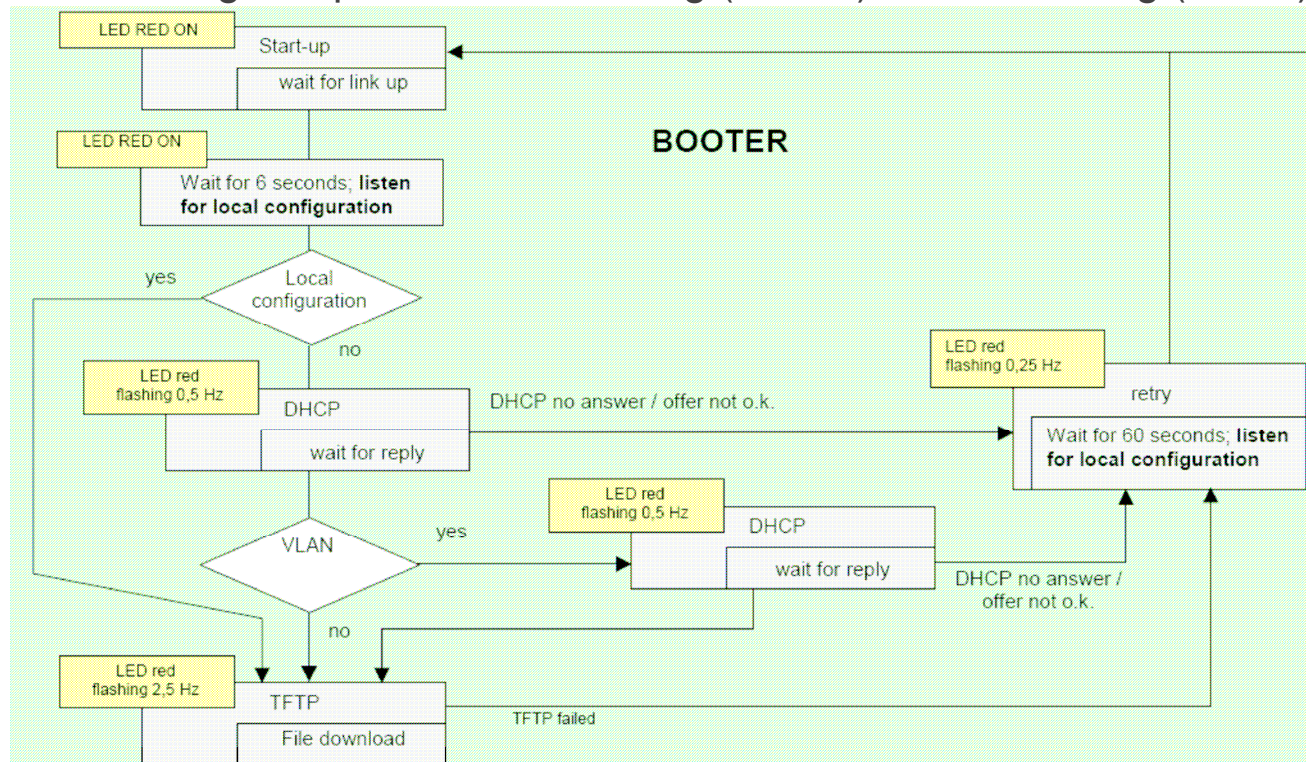 LED RED ON
Start-up
wait for link up
BOOTER
LED RED ON
Wait for 6 seconds; listen
for local configuration
yes
Local
configuration
no
LED red
flashing 0,5 Hz
DHCP
wait for reply
DHCP no answer / offer not o.k.
LED red
flashing 0,25 Hz
retry
Wait for 60 seconds; listen
for local configuration
VLAN
yes
LED red
flashing 0,5 Hz
DHCP
wait for reply
DHCP no answer /
offer not o.k.
no
LED red
flashing 2,5 Hz
TFTP
File download
TFTP failed